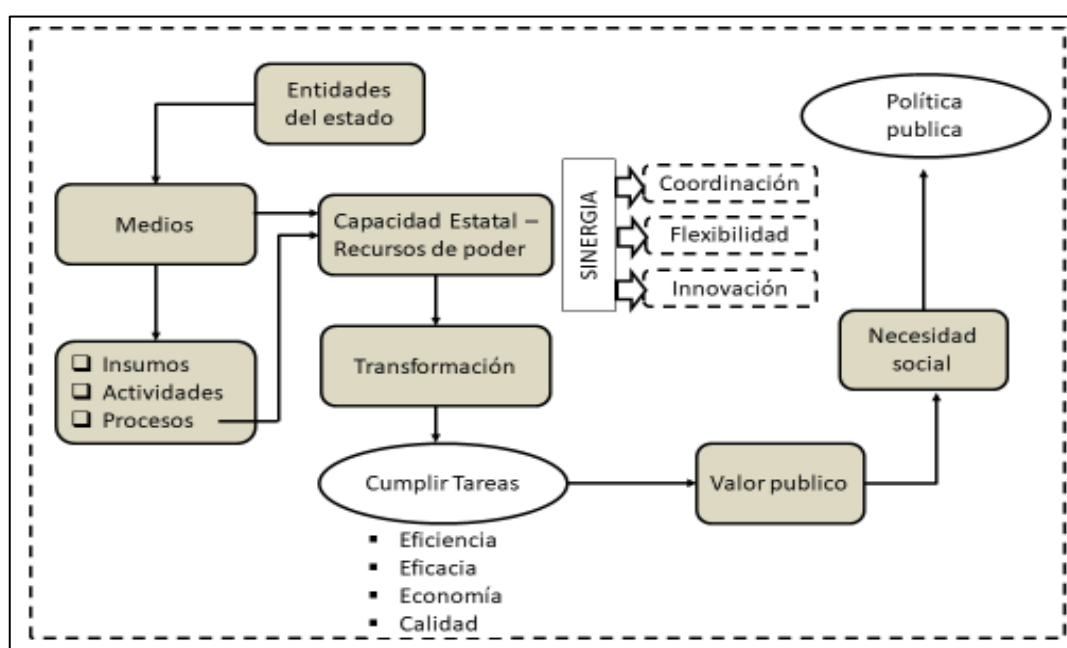 Entidades
del estado
Medios
Insumos
Actividades
Procesos
Capacidad Estatal –
Recursos de poder
Transformación
Cumplir Tareas
Eficiencia
Eficacia
Economía
Calidad
SINERGIA
Coordinación
Flexibilidad
Innovación
Valor publico
Necesidad
social
Política
publica